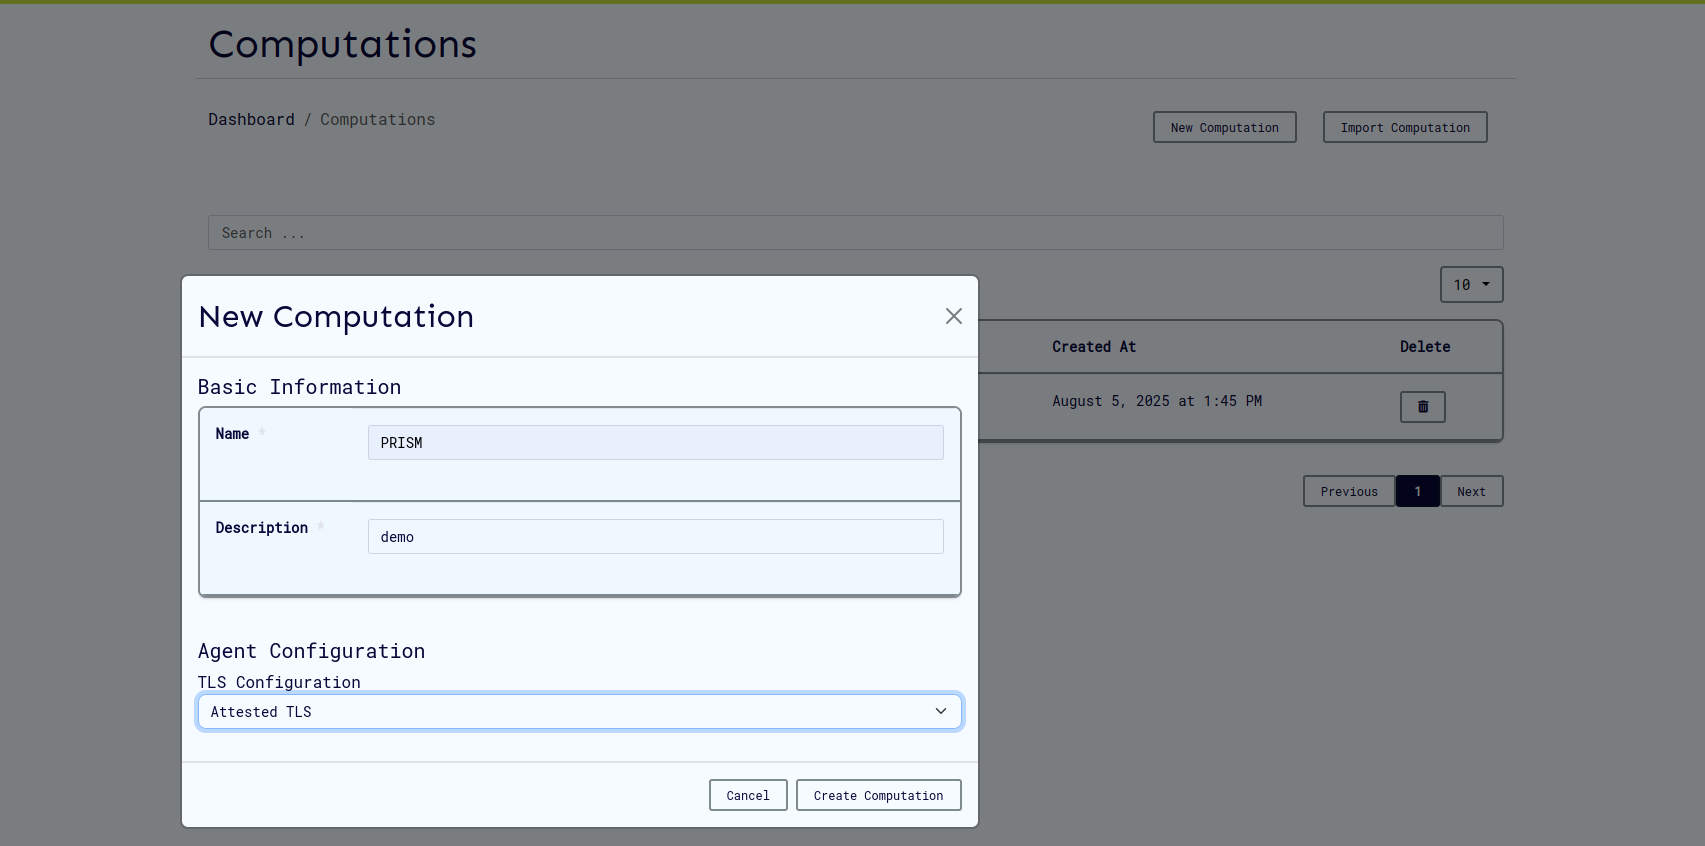 Computations
Dashboard / Computations
New Computation
Import Computation
Search ...
10
Created At
Delete
August 5, 2025 at 1:45 PM
Previous
1
Next
New Computation
Basic Information
Name *
PRISM
Description *
demo
Agent Configuration
TLS Configuration
Attested TLS
Cancel
Create Computation